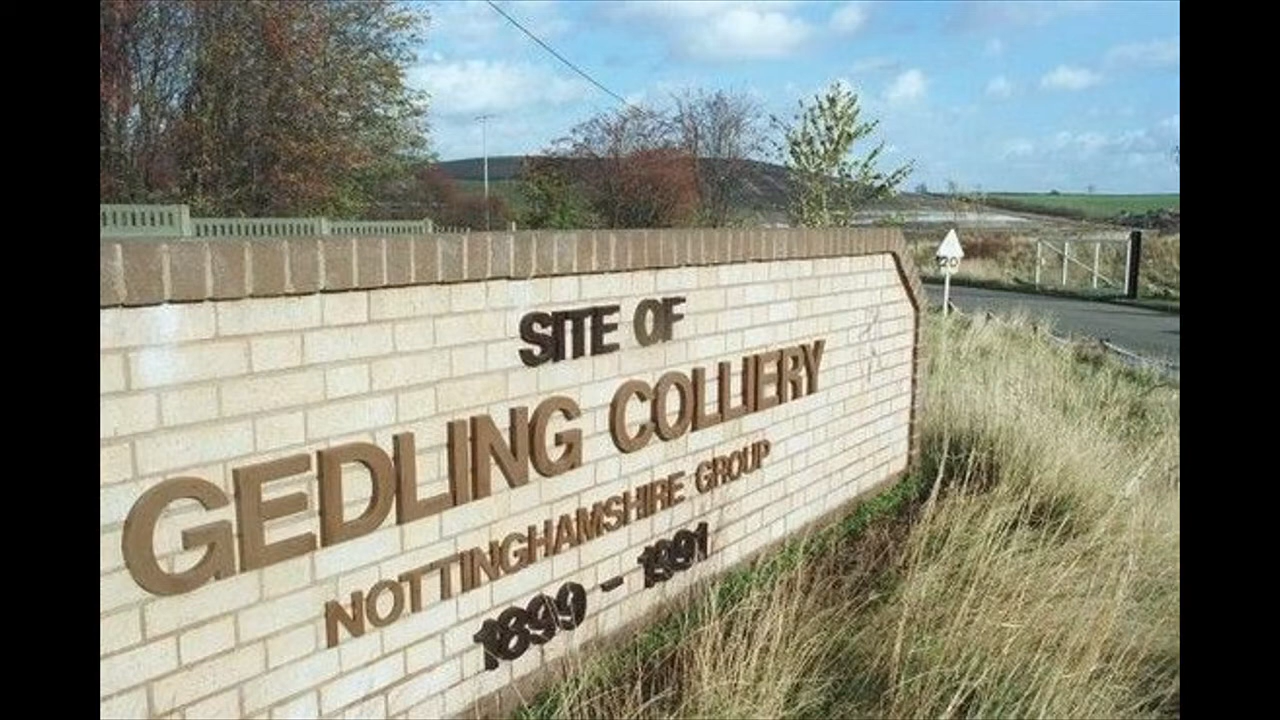 SITE OF
GEDLING COLLIERY
NOTTINGHAMSHIRE GROUP
1899 - 1991
20